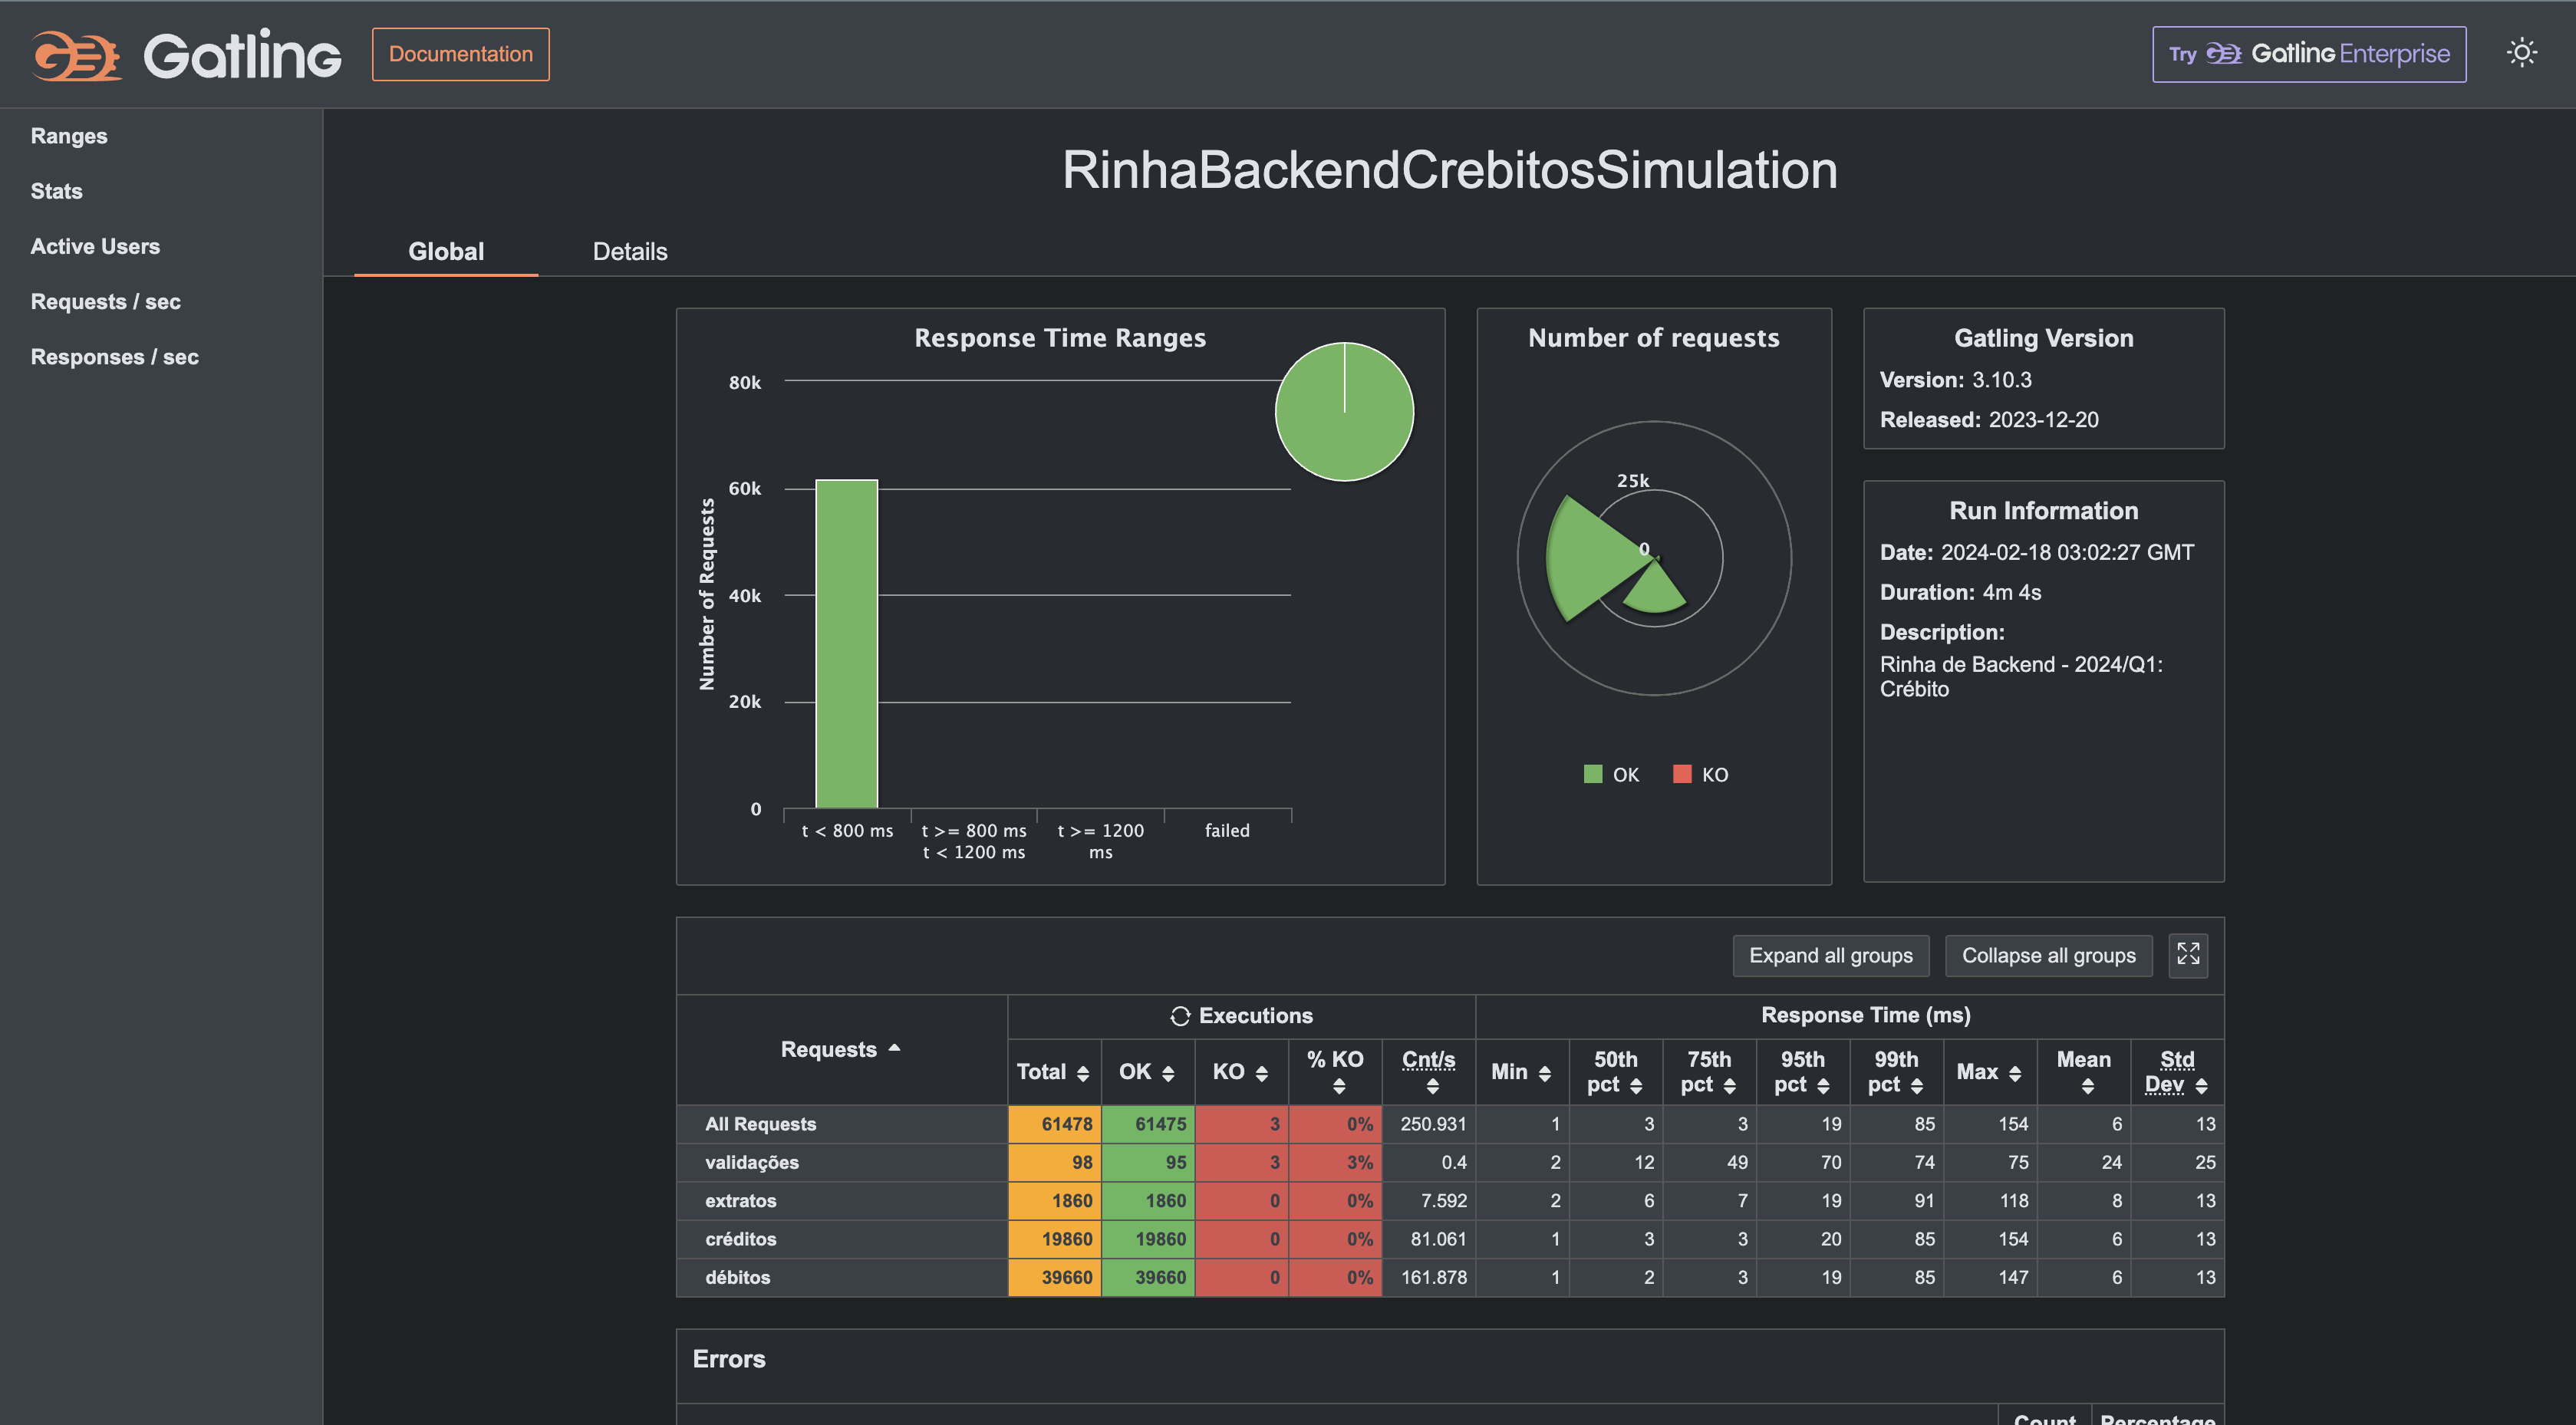 Gatling
Documentation
Try Gatling Enterprise
Ranges
Stats
Active Users
Requests / sec
Responses / sec
RinhaBackendCrebitosSimulation
Global Details
Response Time Ranges
80k
60k
40k
20k
0
Number of Requests
t < 800 ms
t >= 800 ms
t < 1200 ms
t >= 1200
ms
failed
Number of requests
25k
0
OK KO
Gatling Version
Version: 3.10.3
Released: 2023-12-20
Run Information
Date: 2024-02-18 03:02:27 GMT
Duration: 4m 4s
Description:
Rinha de Backend - 2024/Q1:
Crébito
Expand all groups Collapse all groups
Requests Executions Response Time (ms)
Total OK KO % KO Cnt/s Min 50th pct 75th pct 95th pct 99th pct Max Mean Std Dev
All Requests 61478 61475 3 0% 250.931 1 3 3 19 85 154 6 13
validações 98 95 3 3% 0.4 2 12 49 70 74 75 24 25
extratos 1860 1860 0 0% 7.592 2 6 7 19 91 118 8 13
créditos 19860 19860 0 0% 81.061 1 3 3 20 85 154 6 13
débitos 39660 39660 0 0% 161.878 1 2 3 19 85 147 6 13
Errors
Count Percentage